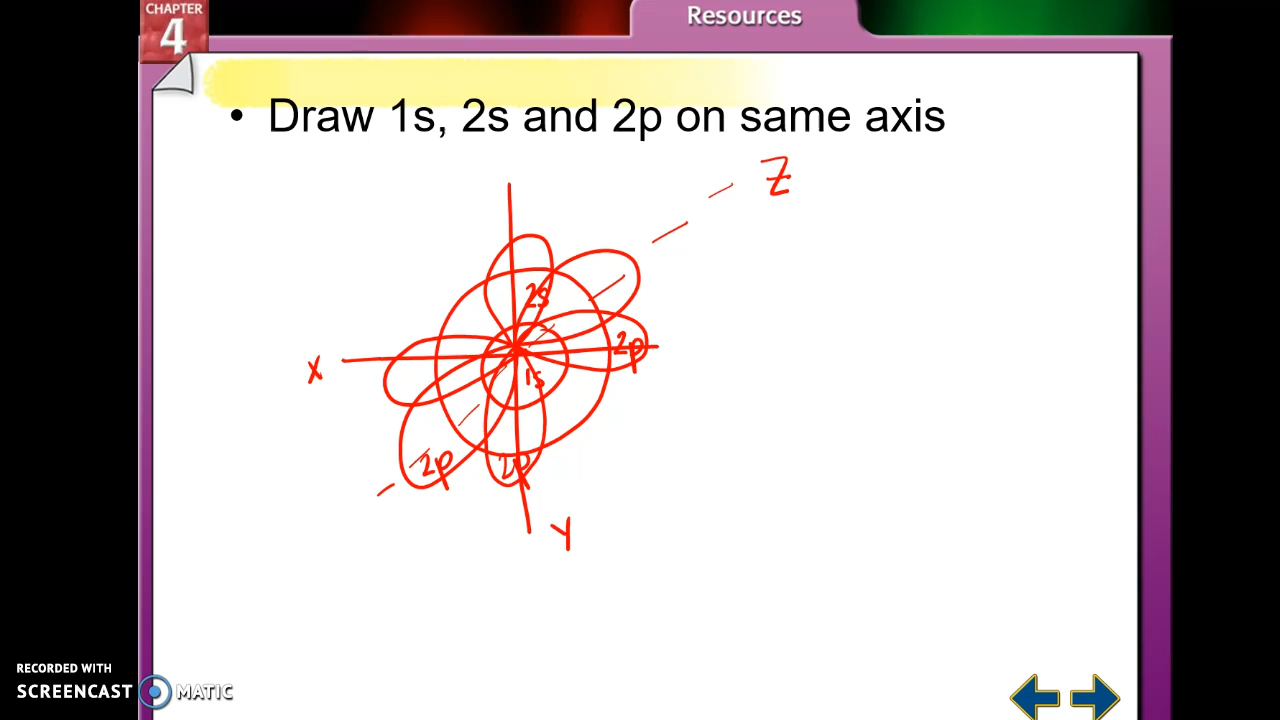 CHAPTER
4
Resources
• Draw 1s, 2s and 2p on same axis
Z
2s
2p
X
1s
2p
2p
Y
RECORDED WITH
SCREENCAST MATIC